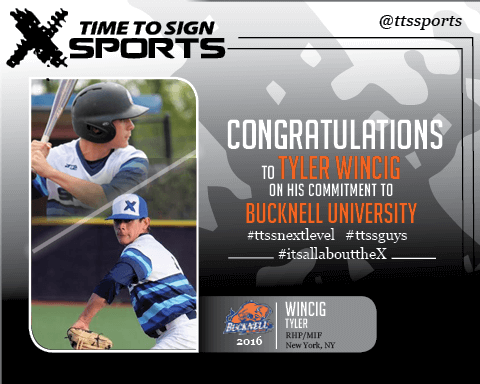 TIME TO SIGN
X SPORTS
@ttssports
CONGRATULATIONS
TO TYLER WINCIG
ON HIS COMMITMENT TO
BUCKNELL UNIVERSITY
#ttssnextlevel #ttssguys
#itsallabouttheX
X
BUCKNELL
2016
WINCIG
TYLER
RHP/MIF
New York, NY